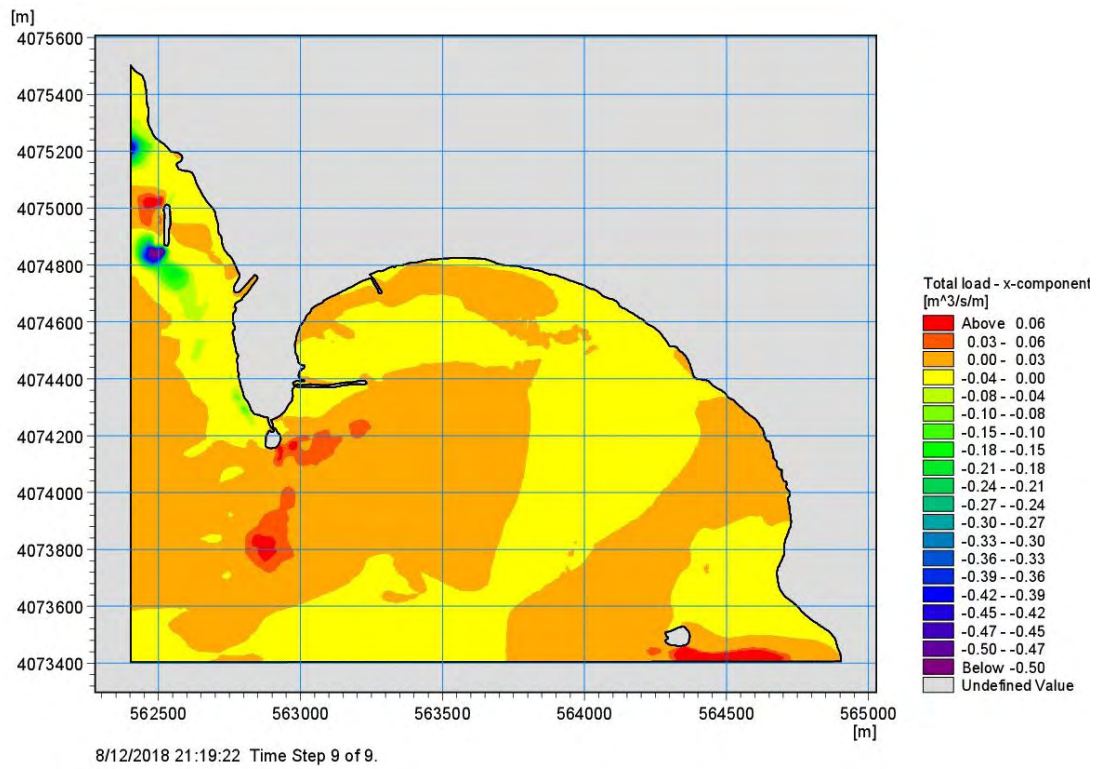 [m]
4075600
4075400
4075200
4075000
4074800
4074600
4074400
4074200
4074000
4073800
4073600
4073400
562500 563000 563500 564000 564500 565000
[m]
8/12/2018 21:19:22 Time Step 9 of 9.
Total load - x-component
[m^3/s/m]
Above 0.06
0.03 - 0.06
0.00 - 0.03
-0.04 - 0.00
-0.08 - -0.04
-0.10 - -0.08
-0.15 - -0.10
-0.18 - -0.15
-0.21 - -0.18
-0.24 - -0.21
-0.27 - -0.24
-0.30 - -0.27
-0.33 - -0.30
-0.36 - -0.33
-0.39 - -0.36
-0.42 - -0.39
-0.45 - -0.42
-0.47 - -0.45
-0.50 - -0.47
Below -0.50
Undefined Value